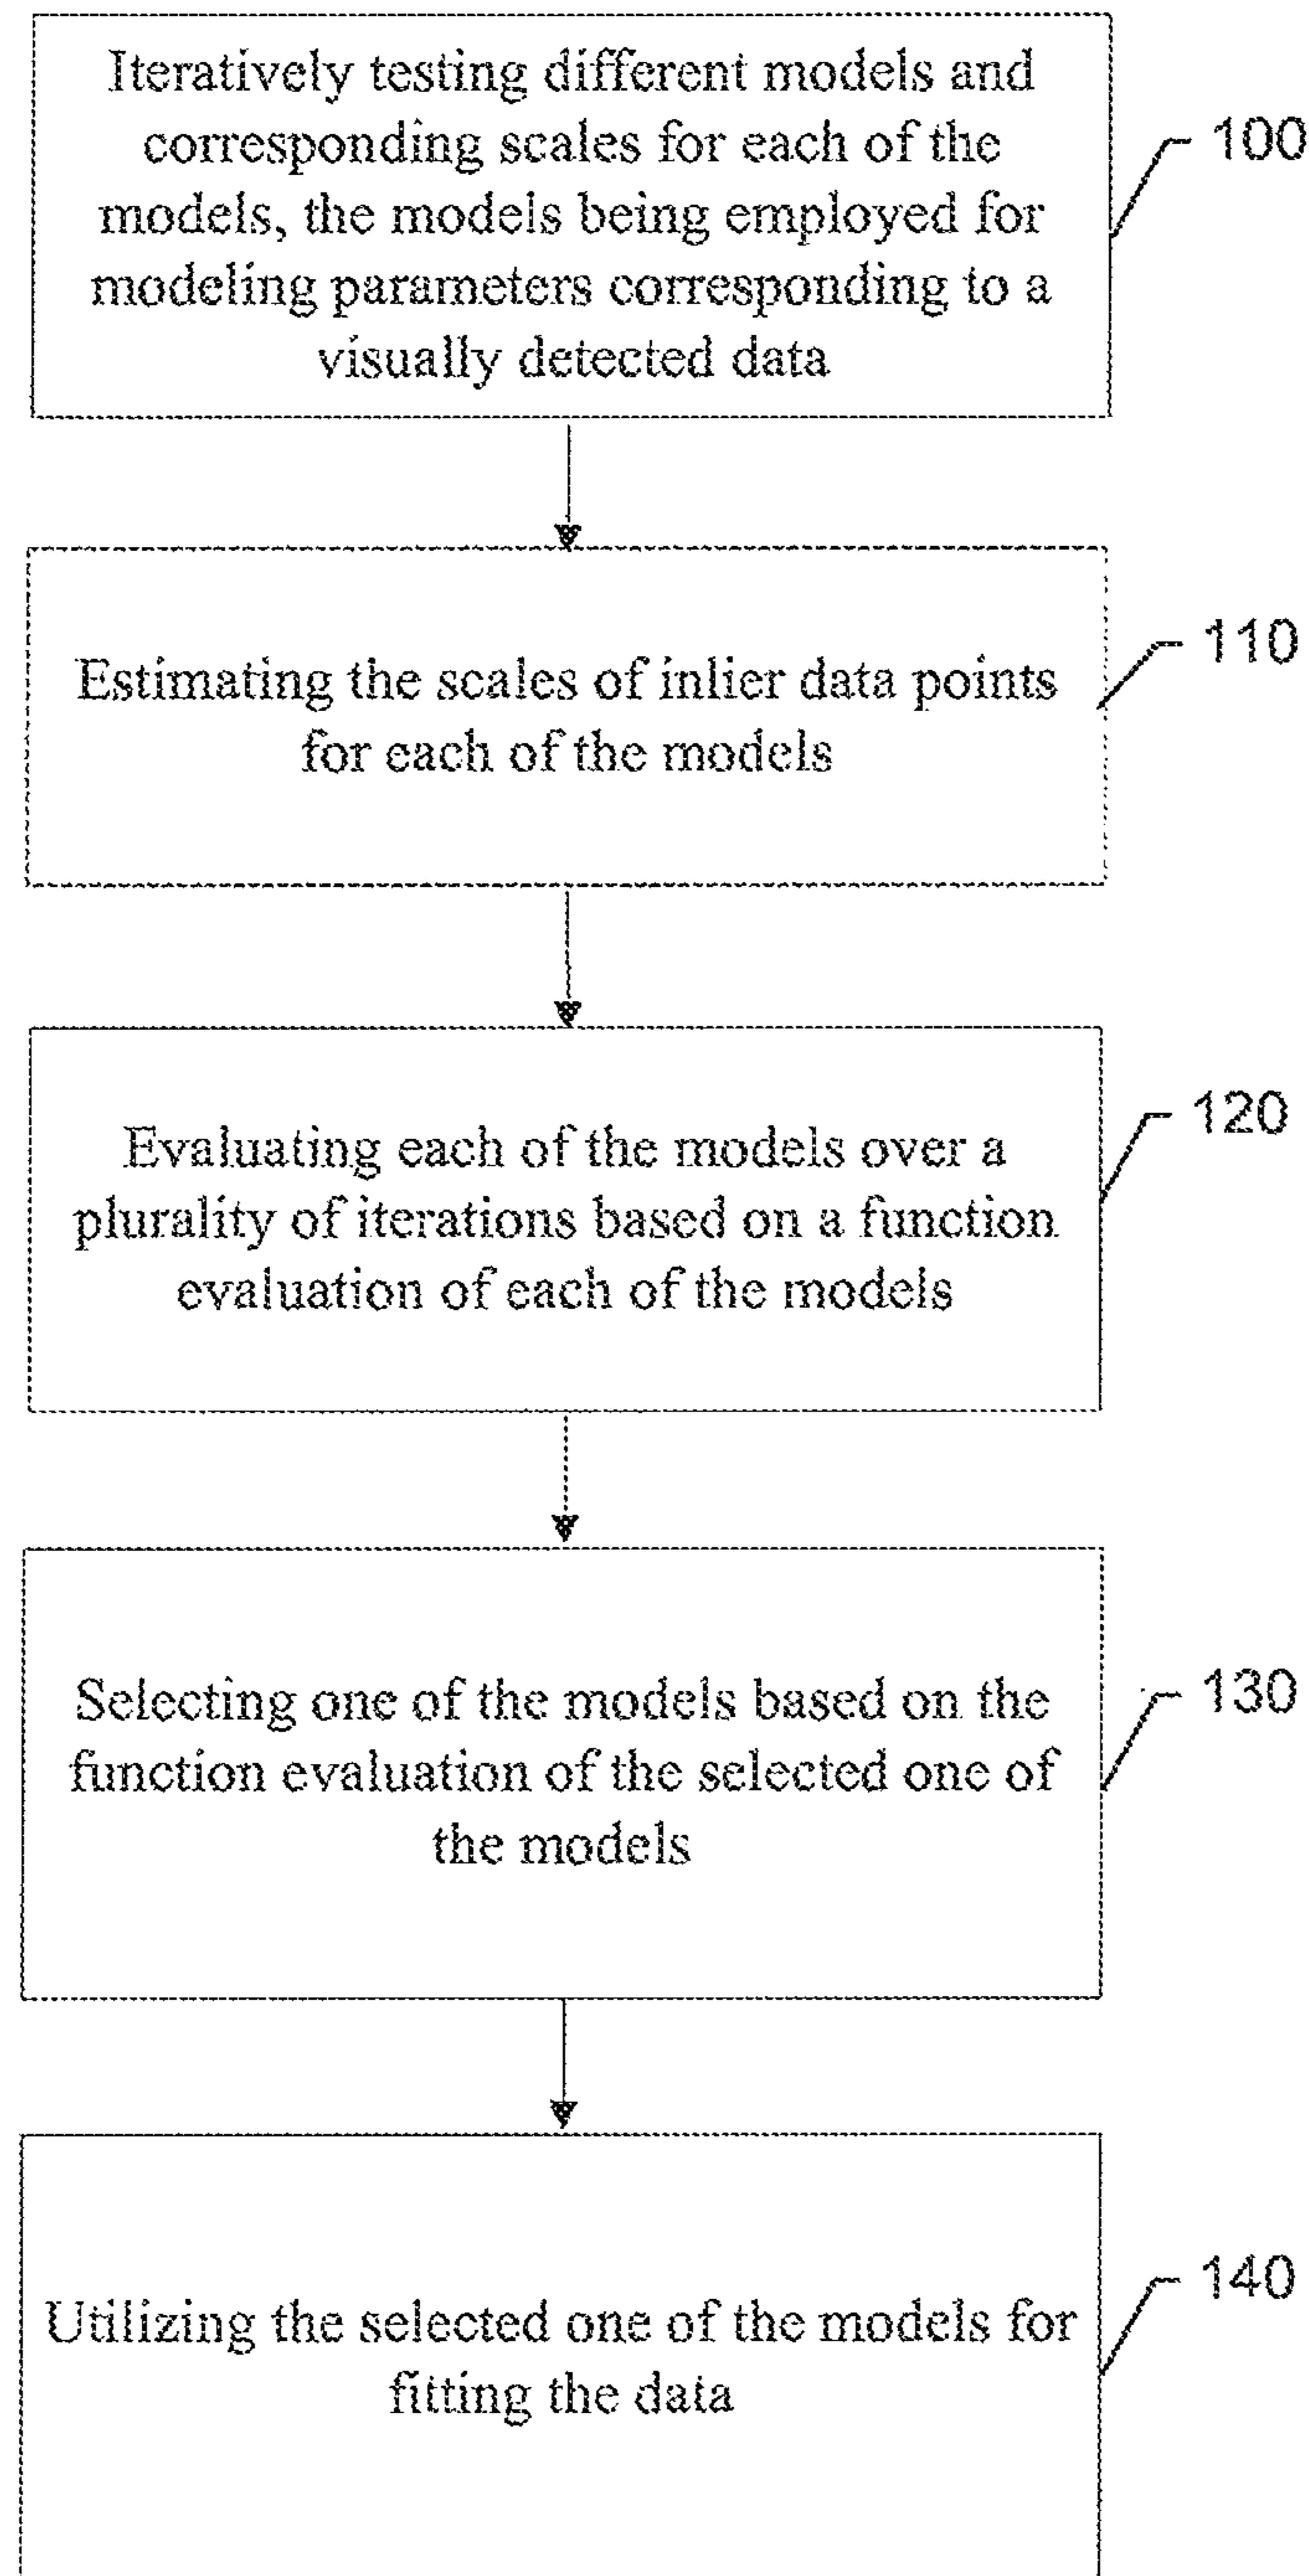 Iteratively testing different models and
corresponding scales for each of the
models, the models being employed for
modeling parameters corresponding to a
visually detected data
100
Estimating the scales of inlier data points
for each of the models
110
Evaluating each of the models over a
plurality of iterations based on a function
evaluation of each of the models
120
Selecting one of the models based on the
function evaluation of the selected one of
the models
130
Utilizing the selected one of the models for
fitting the data
140